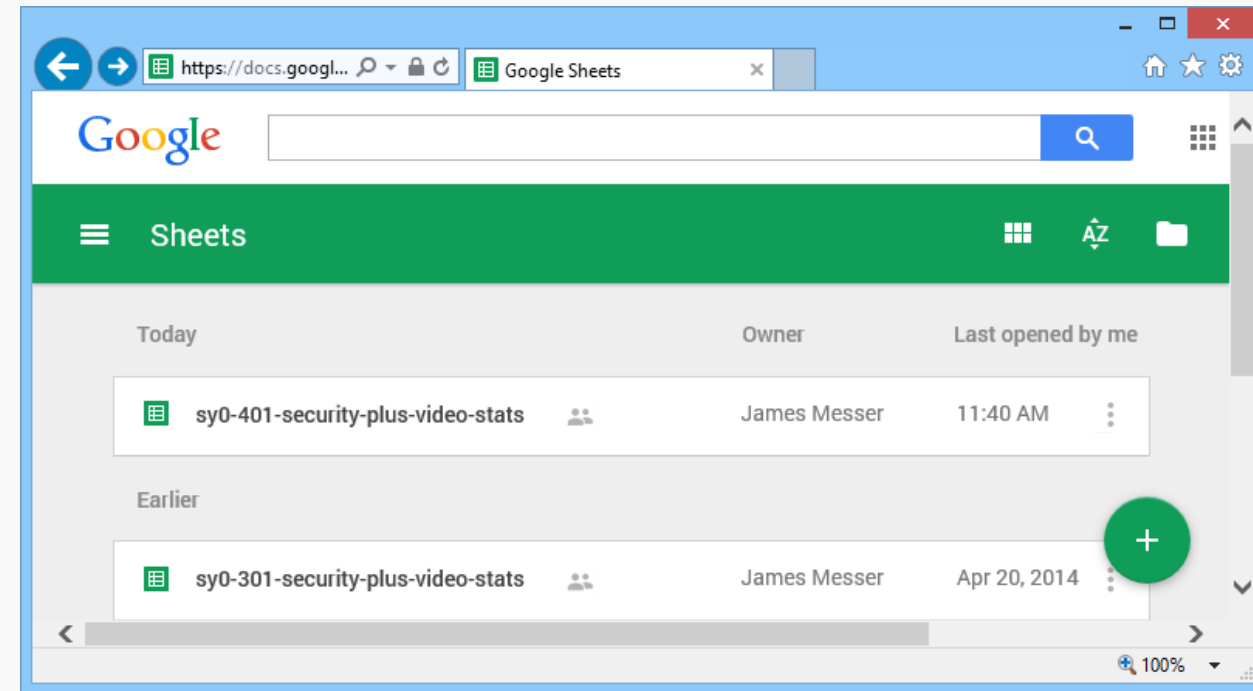 https://docs.googl...
Google Sheets
Google
Sheets
AZ
Today Owner Last opened by me
sy0-401-security-plus-video-stats James Messer 11:40 AM
Earlier
sy0-301-security-plus-video-stats James Messer Apr 20, 2014
100%